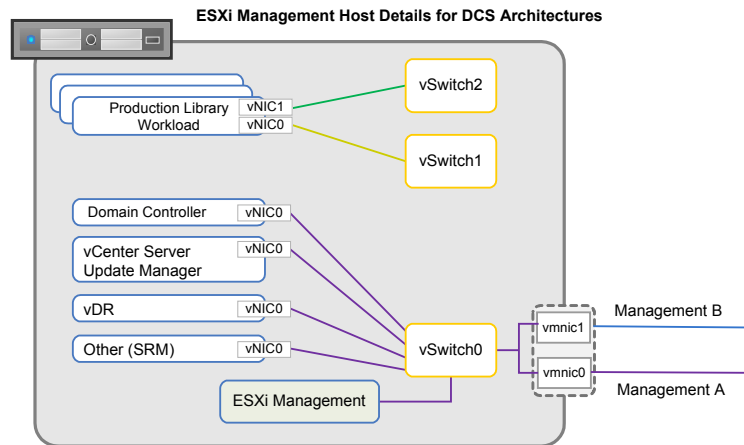 ESXi Management Host Details for DCS Architectures
Production Library
Workload
vNIC1
vNIC0
vSwitch2
vSwitch1
Domain Controller
vNIC0
vCenter Server
Update Manager
vNIC0
vDR
vNIC0
Other (SRM)
vNIC0
ESXi Management
vSwitch0
vmnic1
vmnic0
Management B
Management A